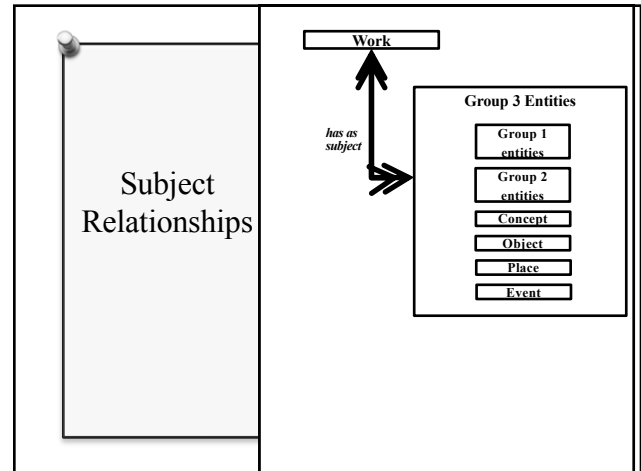 Subject
Relationships
Work
has as
subject
Group 3 Entities
Group 1
entities
Group 2
entities
Concept
Object
Place
Event